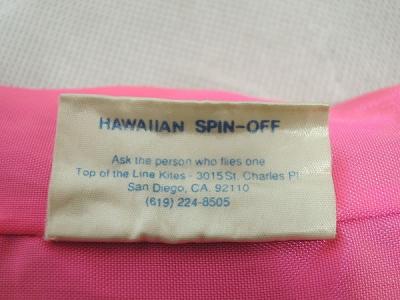 HAWAIIAN SPIN-OFF
Ask the person who flies one
Top of the Line Kites - 3015 St. Charles Pl.
San Diego, CA. 92110
(619) 224-8505